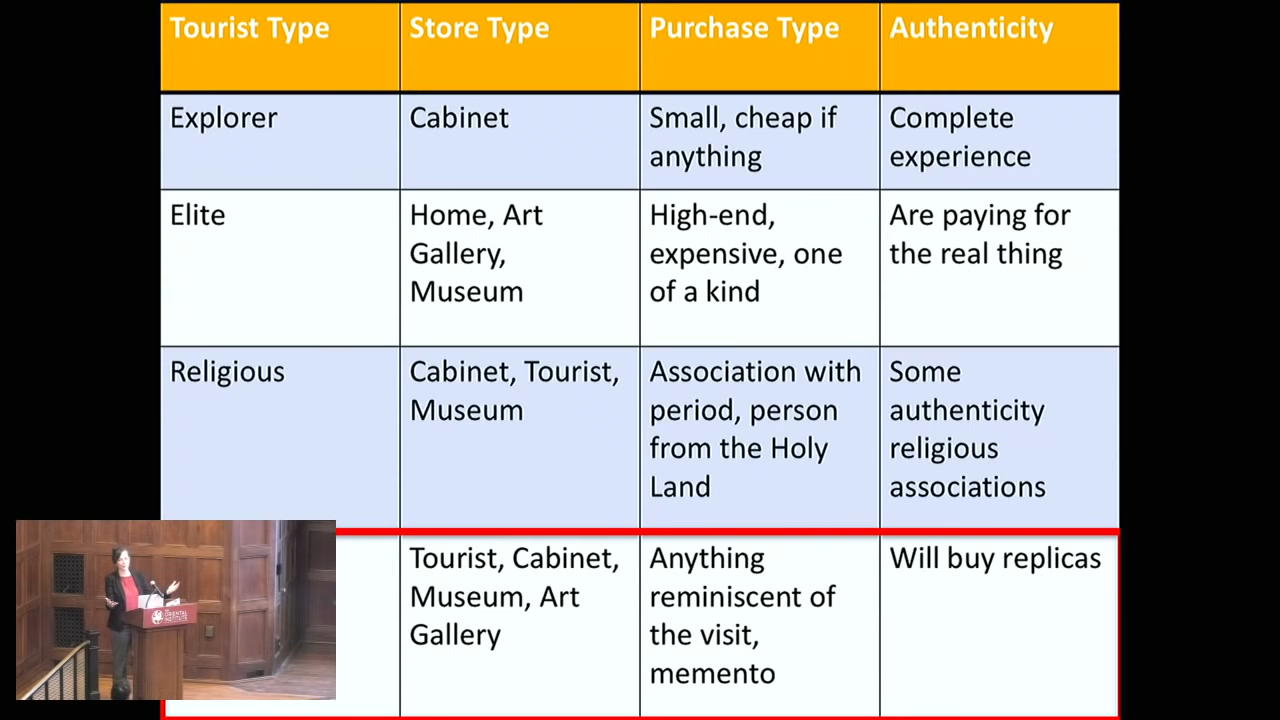 Tourist Type
Store Type
Purchase Type
Authenticity
Explorer
Cabinet
Small, cheap if
anything
Complete
experience
Elite
Home, Art
Gallery,
Museum
High-end,
expensive, one
of a kind
Are paying for
the real thing
Religious
Cabinet, Tourist,
Museum
Association with
period, person
from the Holy
Land
Some
authenticity
religious
associations
Tourist, Cabinet,
Museum, Art
Gallery
Anything
reminiscent of
the visit,
memento
Will buy replicas
ORIENTAL
INSTITUTE